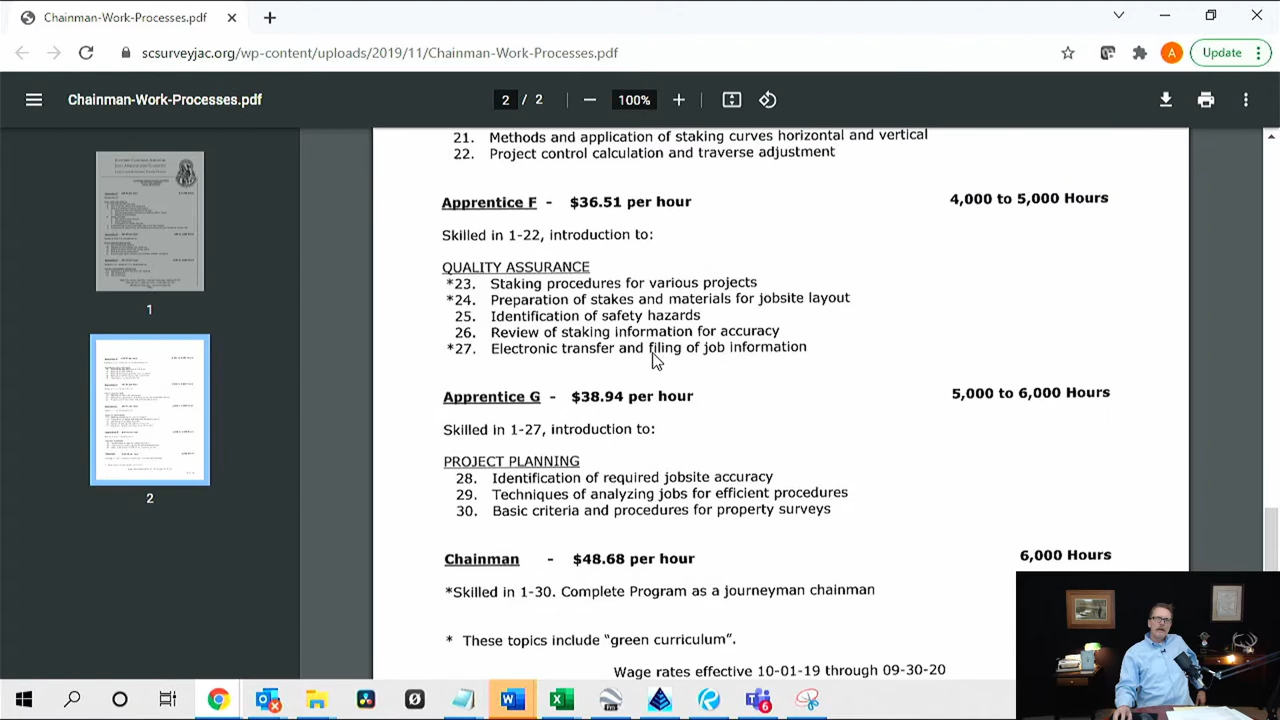 Chainman-Work-Processes.pdf
scsurveyjac.org/wp-content/uploads/2019/11/Chainman-Work-Processes.pdf
A
Update
Chainman-Work-Processes.pdf
2 / 2
100%
21. Methods and application of staking curves horizontal and vertical
22. Project control calculation and traverse adjustment
Apprentice F - $36.51 per hour 4,000 to 5,000 Hours
Skilled in 1-22, introduction to:
QUALITY ASSURANCE
*23. Staking procedures for various projects
*24. Preparation of stakes and materials for jobsite layout
25. Identification of safety hazards
26. Review of staking information for accuracy
*27. Electronic transfer and filing of job information
Apprentice G - $38.94 per hour 5,000 to 6,000 Hours
Skilled in 1-27, introduction to:
PROJECT PLANNING
28. Identification of required jobsite accuracy
29. Techniques of analyzing jobs for efficient procedures
30. Basic criteria and procedures for property surveys
Chainman - $48.68 per hour 6,000 Hours
*Skilled in 1-30. Complete Program as a journeyman chainman
* These topics include "green curriculum".
Wage rates effective 10-01-19 through 09-30-20
1
2